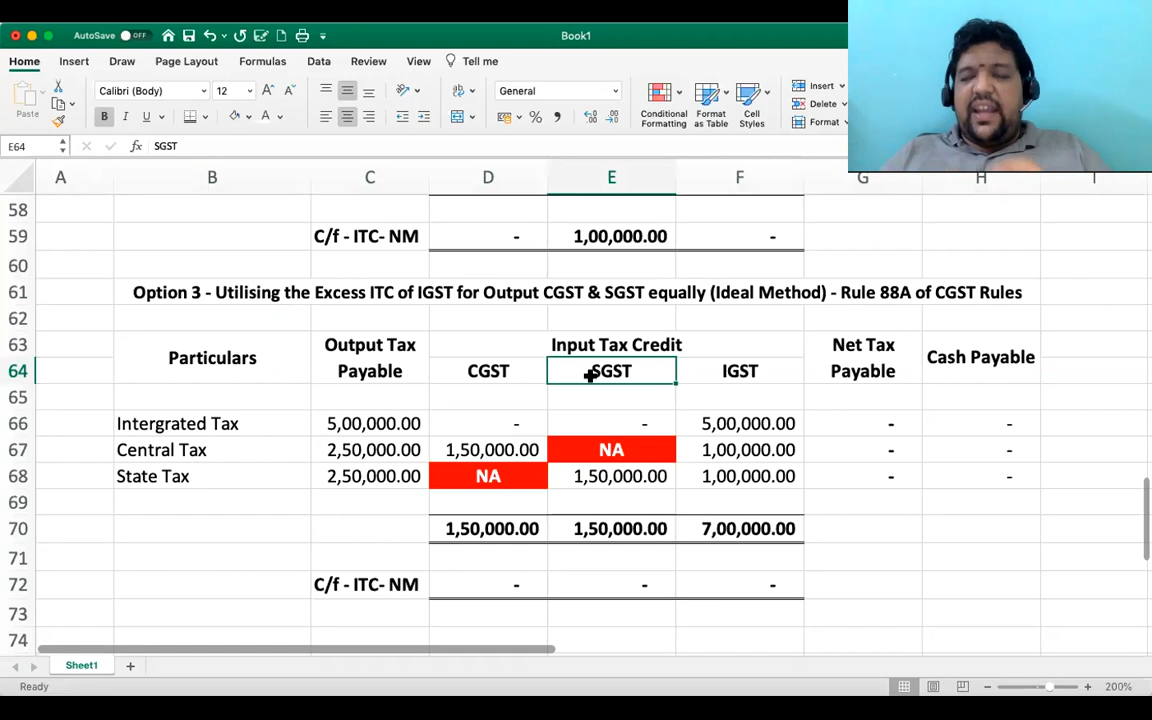 AutoSave OFF Book1
Home Insert Draw Page Layout Formulas Data Review View Tell me
Paste Calibri (Body) 12 A A General Conditional Formatting Format as Table Cell Styles Insert Delete Format
B I U A %
E64 fx SGST
A B C D E F G H I
58
59 C/f - ITC- NM - 1,00,000.00 -
60
61 Option 3 - Utilising the Excess ITC of IGST for Output CGST & SGST equally (Ideal Method) - Rule 88A of CGST Rules
62
63 Particulars Output Tax Input Tax Credit Net Tax Cash Payable
64 Payable CGST SGST IGST Payable
65
66 Intergrated Tax 5,00,000.00 - - 5,00,000.00 - -
67 Central Tax 2,50,000.00 1,50,000.00 NA 1,00,000.00 - -
68 State Tax 2,50,000.00 NA 1,50,000.00 1,00,000.00 - -
69
70 1,50,000.00 1,50,000.00 7,00,000.00
71
72 C/f - ITC- NM - - -
73
74
Sheet1 +
Ready 200%